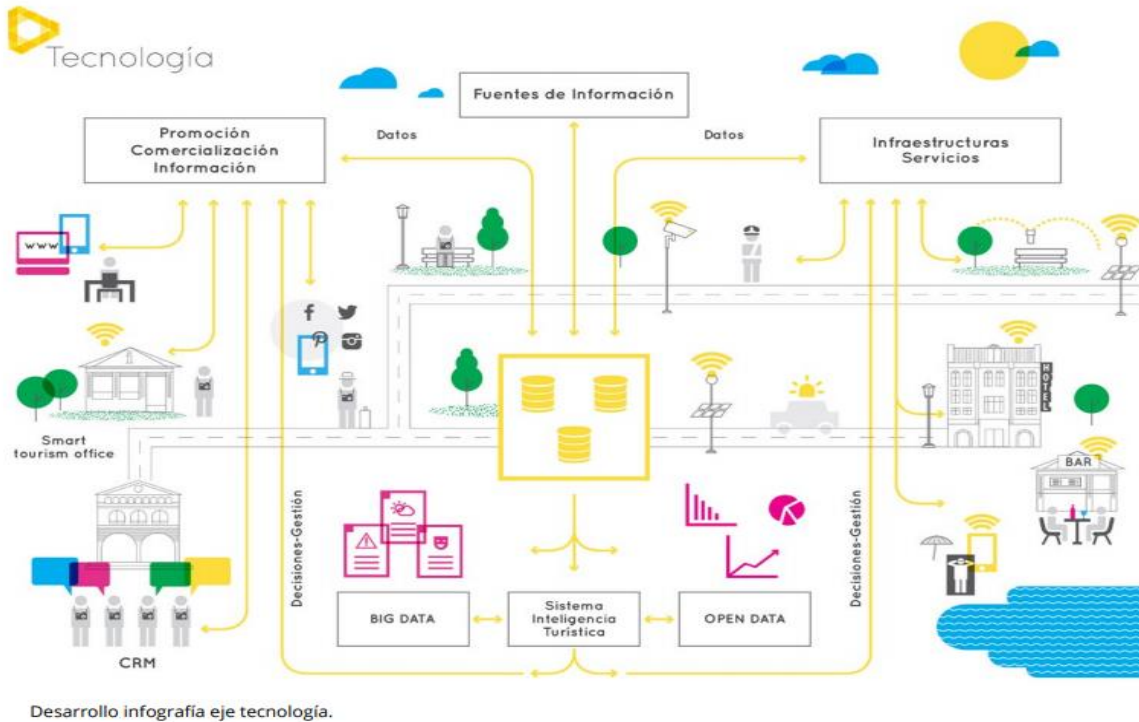 Tecnología
Fuentes de Información
Promoción
Comercialización
Información
Datos
Datos
Infraestructuras
Servicios
www
Smart
tourism office
HOTEL
BAR
Decisiones-Gestión
Decisiones-Gestión
BIG DATA
Sistema
Inteligencia
Turística
OPEN DATA
CRM
Desarrollo infografía eje tecnología.